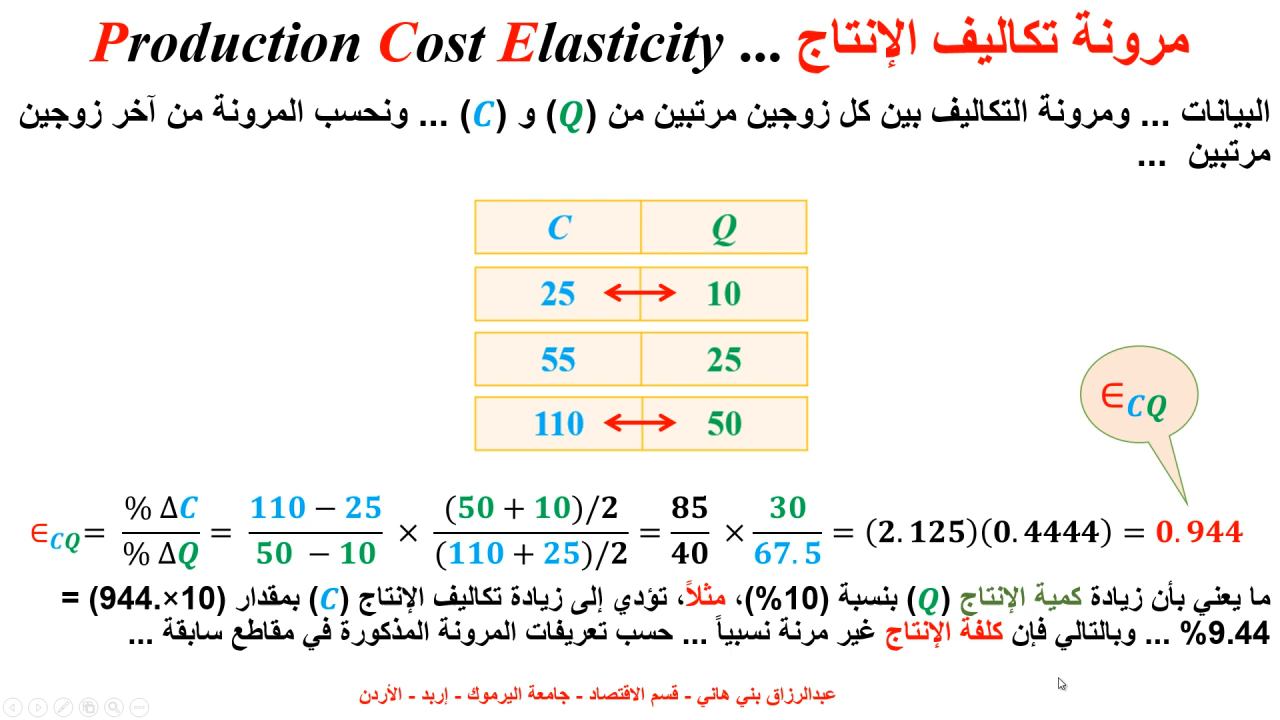 مرونة تكاليف الإنتاج ... Production Cost Elasticity
البيانات ... ومرونة التكاليف بين كل زوجين مرتبين من (Q) و (C) ... ونحسب المرونة من آخر زوجين
مرتبين ...
C Q
25 10
55 25
110 50
∈CQ
∈CQ = % ΔC / % ΔQ = (110 − 25) / (50 − 10) × ((50 + 10)/2) / ((110 + 25)/2) = 85/40 × 30/67.5 = (2.125)(0.4444) = 0.944
ما يعني بأن زيادة كمية الإنتاج (Q) بنسبة (10%)، مثلاً، تؤدي إلى زيادة تكاليف الإنتاج (C) بمقدار (10×.944) =
9.44% ... وبالتالي فإن كلفة الإنتاج غير مرنة نسبياً ... حسب تعريفات المرونة المذكورة في مقاطع سابقة ...
عبدالرزاق بني هاني - قسم الاقتصاد - جامعة اليرموك - إربد - الأردن